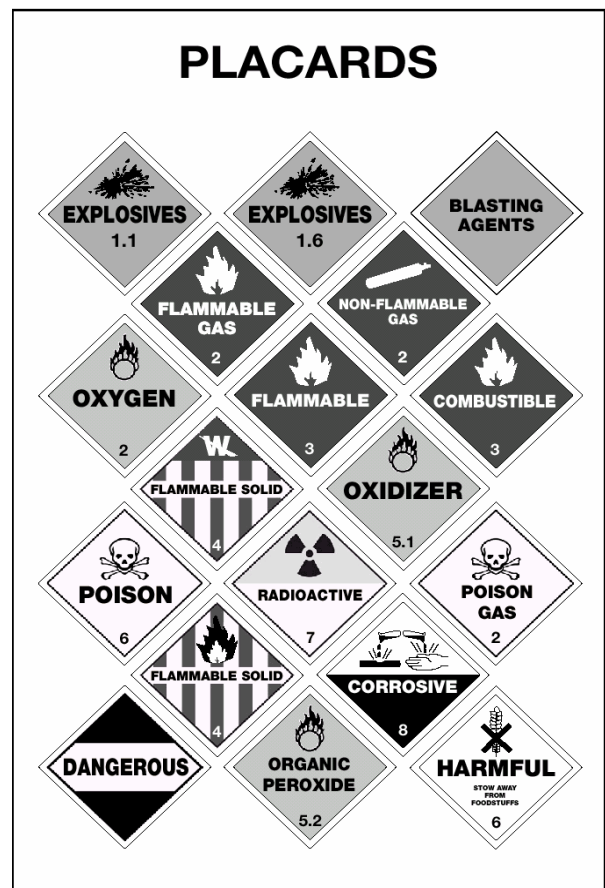 PLACARDS
EXPLOSIVES
1.1
EXPLOSIVES
1.6
BLASTING
AGENTS
FLAMMABLE
GAS
2
NON-FLAMMABLE
GAS
2
OXYGEN
2
FLAMMABLE
3
COMBUSTIBLE
3
W
FLAMMABLE SOLID
4
OXIDIZER
5.1
POISON
6
RADIOACTIVE
7
POISON
GAS
2
FLAMMABLE SOLID
4
CORROSIVE
8
DANGEROUS
ORGANIC
PEROXIDE
5.2
HARMFUL
STOW AWAY
FROM
FOODSTUFFS
6